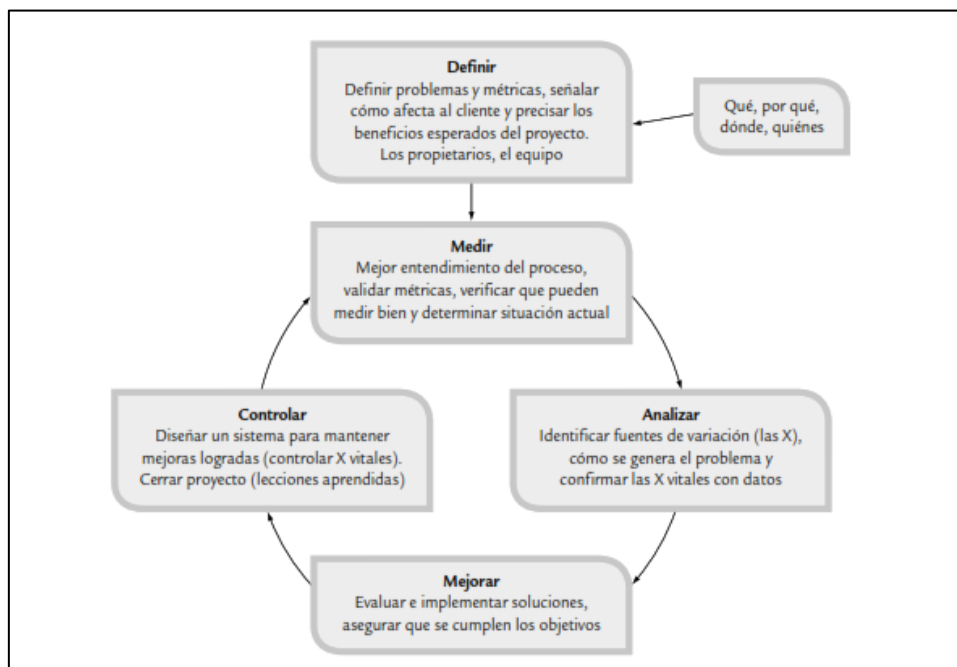 Definir
Definir problemas y métricas, señalar
cómo afecta al cliente y precisar los
beneficios esperados del proyecto.
Los propietarios, el equipo
Qué, por qué,
dónde, quiénes
Medir
Mejor entendimiento del proceso,
validar métricas, verificar que pueden
medir bien y determinar situación actual
Controlar
Diseñar un sistema para mantener
mejoras logradas (controlar X vitales).
Cerrar proyecto (lecciones aprendidas)
Analizar
Identificar fuentes de variación (las X),
cómo se genera el problema y
confirmar las X vitales con datos
Mejorar
Evaluar e implementar soluciones,
asegurar que se cumplen los objetivos